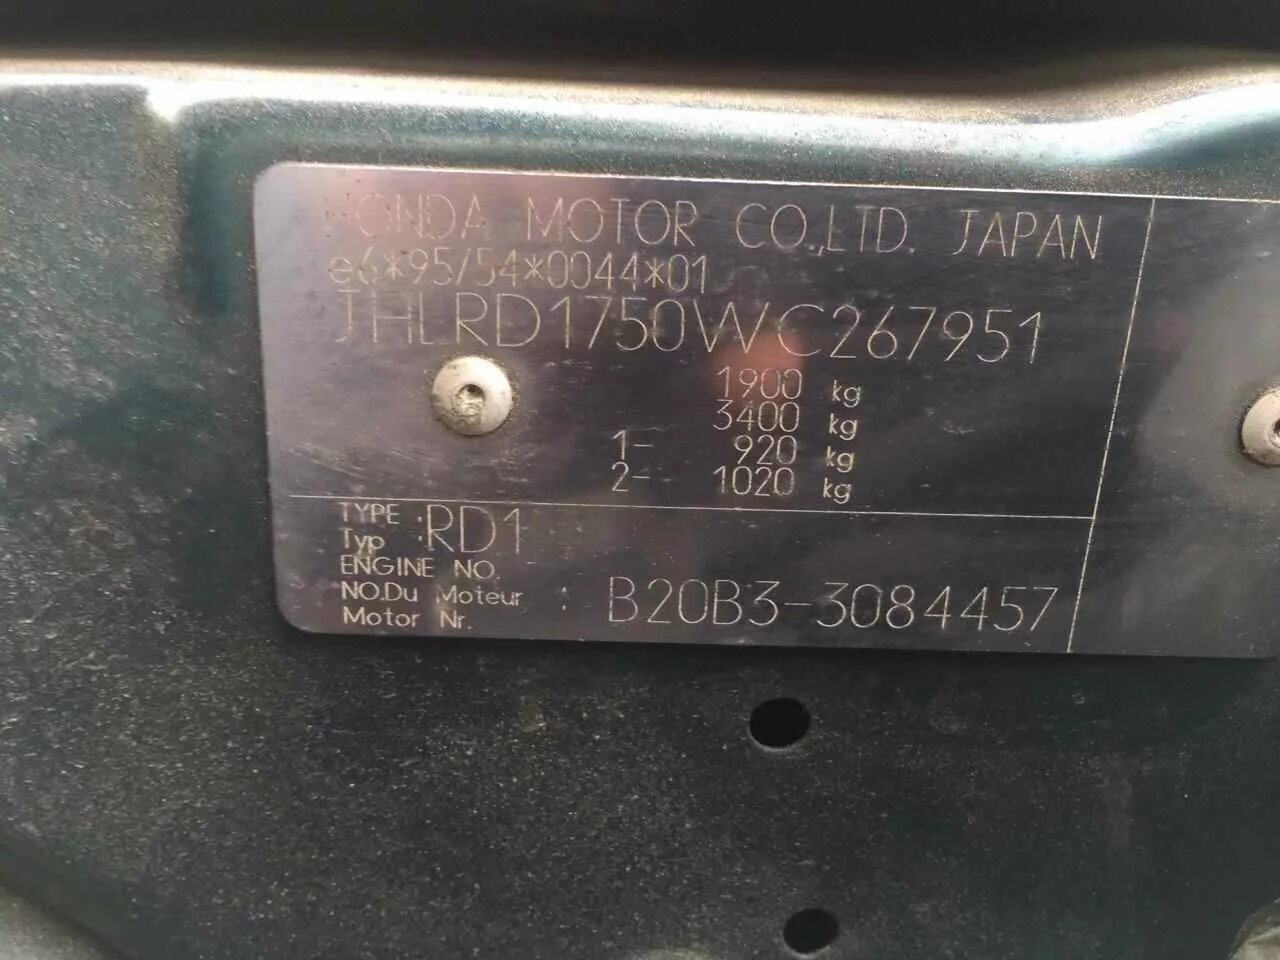 HONDA MOTOR CO.,LTD. JAPAN
e6*95/54*0044*01
JHLRD1750WC267951
1900 kg
3400 kg
1- 920 kg
2- 1020 kg
TYPE : RD1
Typ
ENGINE NO.
NO.Du Moteur : B20B3-3084457
Motor Nr.